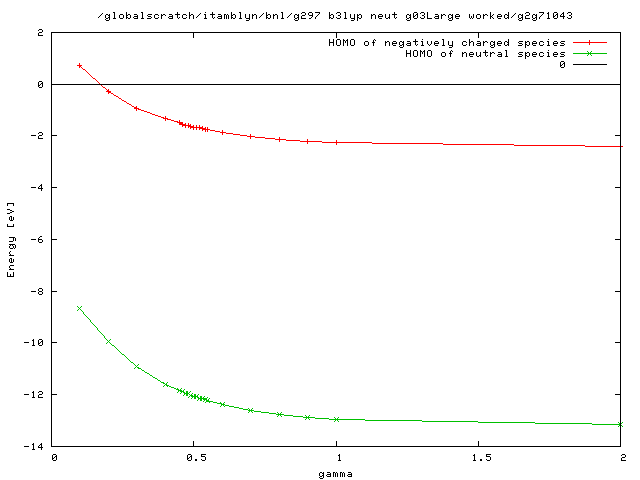 /globalscratch/itamblyn/bnl/g297 b3lyp neut g03Large worked/g2g71043
HOMO of negatively charged species
HOMO of neutral species
0
2
0
-2
-4
-6
-8
-10
-12
-14
Energy [eV]
0 0.5 1 1.5 2
gamma